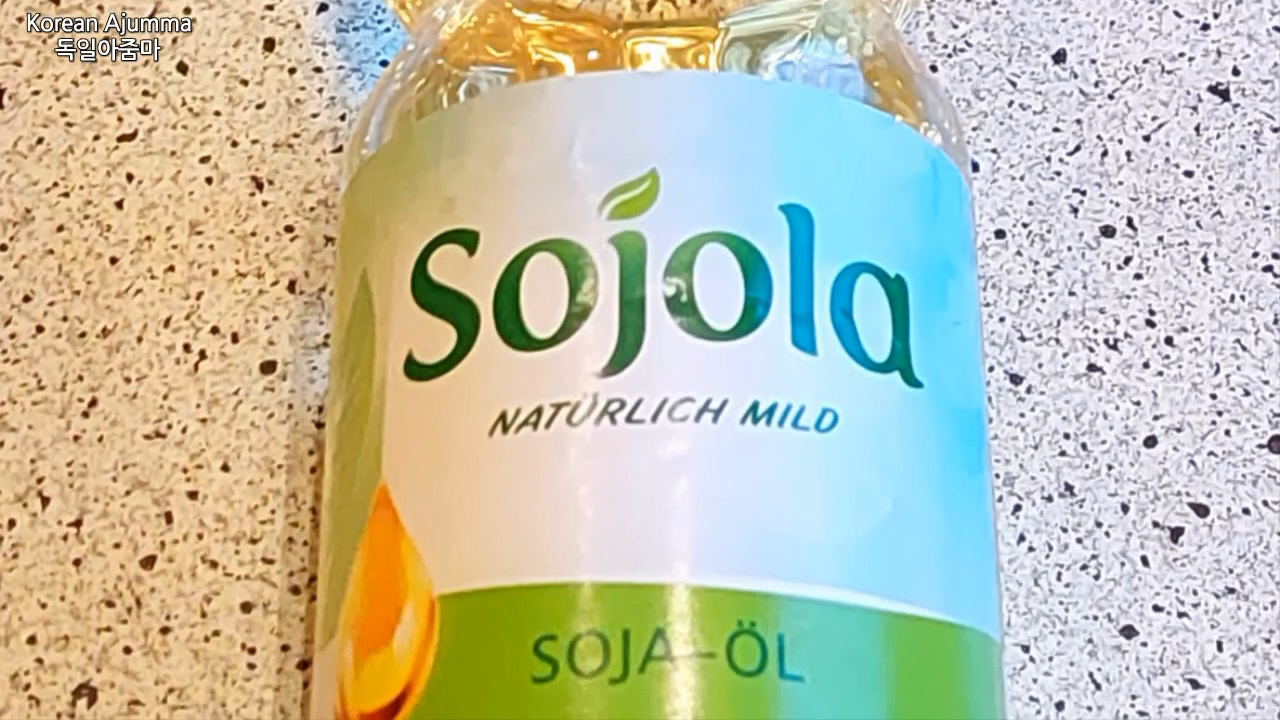 Korean Ajumma
독일아줌마
sojola
NATÜRLICH MILD
SOJA-ÖL